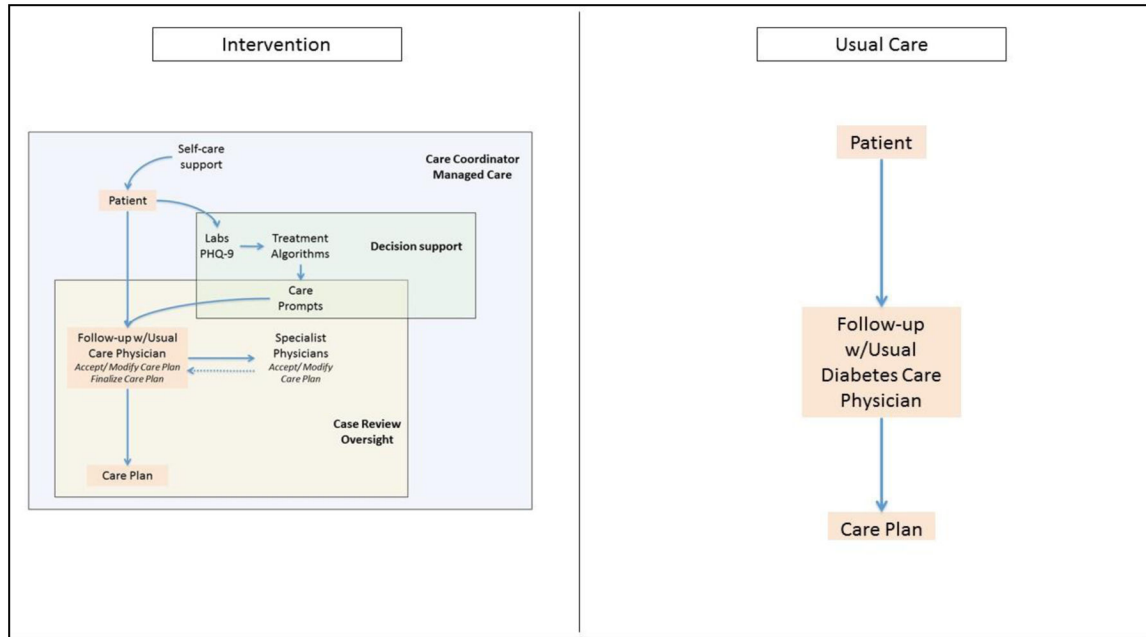 Intervention
Self-care
support
Care Coordinator
Managed Care
Patient
Labs
PHQ-9
Treatment
Algorithms
Decision support
Care
Prompts
Follow-up w/Usual
Care Physician
Accept/ Modify Care Plan
Finalize Care Plan
Specialist
Physicians
Accept/ Modify
Care Plan
Case Review
Oversight
Care Plan
Usual Care
Patient
Follow-up
w/Usual
Diabetes Care
Physician
Care Plan